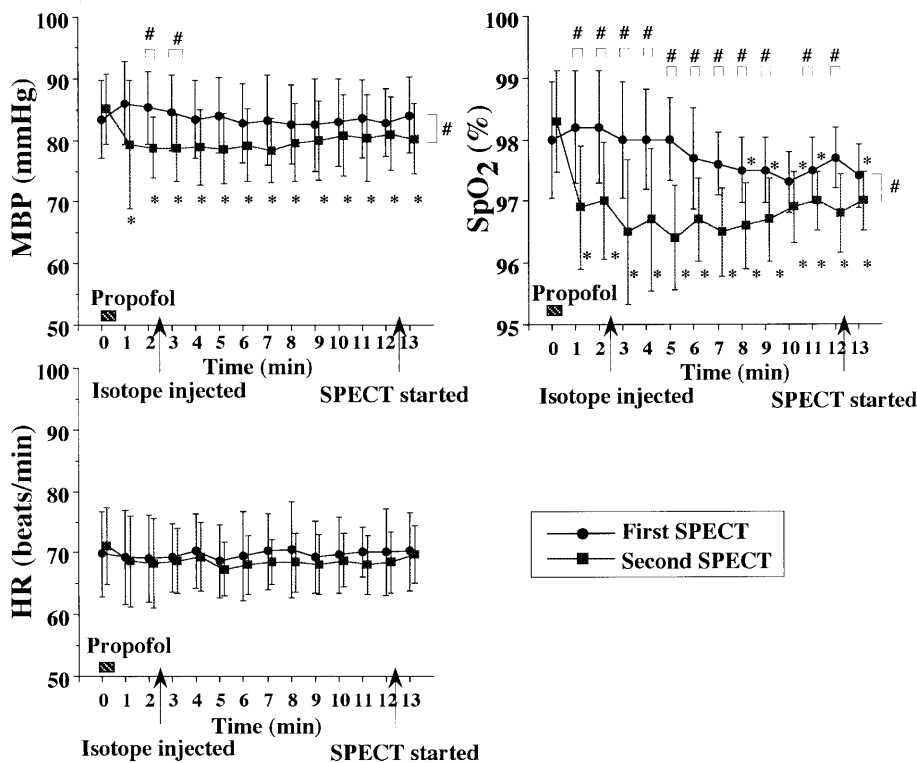 100
90
80
70
60
50
MBP (mmHg)
# #
#
* * * * * * * * * * * * *
Propofol
0 1 2 3 4 5 6 7 8 9 10 11 12 13
Time (min)
Isotope injected
SPECT started
100
99
98
97
96
95
SpO2 (%)
# # # # # # # # # # #
* * * * *
#
* * * * * * * * * * * * *
Propofol
0 1 2 3 4 5 6 7 8 9 10 11 12 13
Time (min)
Isotope injected
SPECT started
100
90
80
70
60
50
HR (beats/min)
Propofol
0 1 2 3 4 5 6 7 8 9 10 11 12 13
Time (min)
Isotope injected
SPECT started
First SPECT
Second SPECT